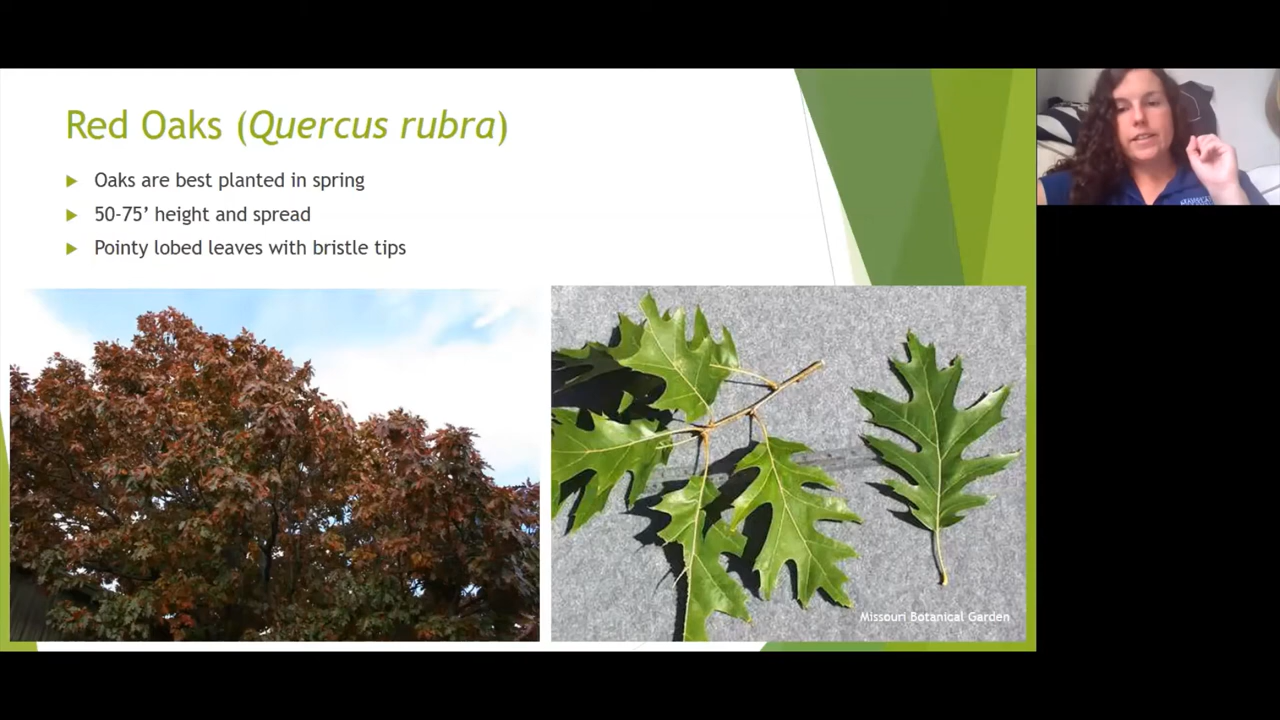 Red Oaks (Quercus rubra)
Oaks are best planted in spring
50-75’ height and spread
Pointy lobed leaves with bristle tips
Missouri Botanical Garden